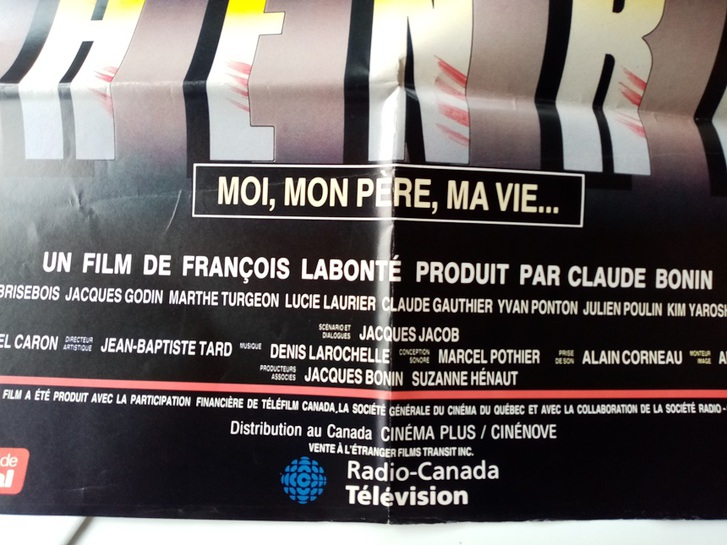 HENR
MOI, MON PÈRE, MA VIE...
UN FILM DE FRANÇOIS LABONTÉ PRODUIT PAR CLAUDE BONIN
BRISEBOIS JACQUES GODIN MARTHE TURGEON LUCIE LAURIER CLAUDE GAUTHIER YVAN PONTON JULIEN POULIN KIM YAROSH
SCÉNARIO ET DIALOGUES JACQUES JACOB
EL CARON DIRECTEUR ARTISTIQUE JEAN-BAPTISTE TARD MUSIQUE DENIS LAROCHELLE CONCEPTION SONORE MARCEL POTHIER PRISE DE SON ALAIN CORNEAU MONTEUR IMAGE A
PRODUCTEURS ASSOCIÉS JACQUES BONIN SUZANNE HÉNAUT
FILM A ÉTÉ PRODUIT AVEC LA PARTICIPATION FINANCIÈRE DE TÉLÉFILM CANADA, LA SOCIÉTÉ GÉNÉRALE DU CINÉMA DU QUÉBEC ET AVEC LA COLLABORATION DE LA SOCIÉTÉ RADIO-
Distribution au Canada CINÉMA PLUS / CINÉNOVE
VENTE À L'ÉTRANGER FILMS TRANSIT INC.
de
al
Radio-Canada
Télévision